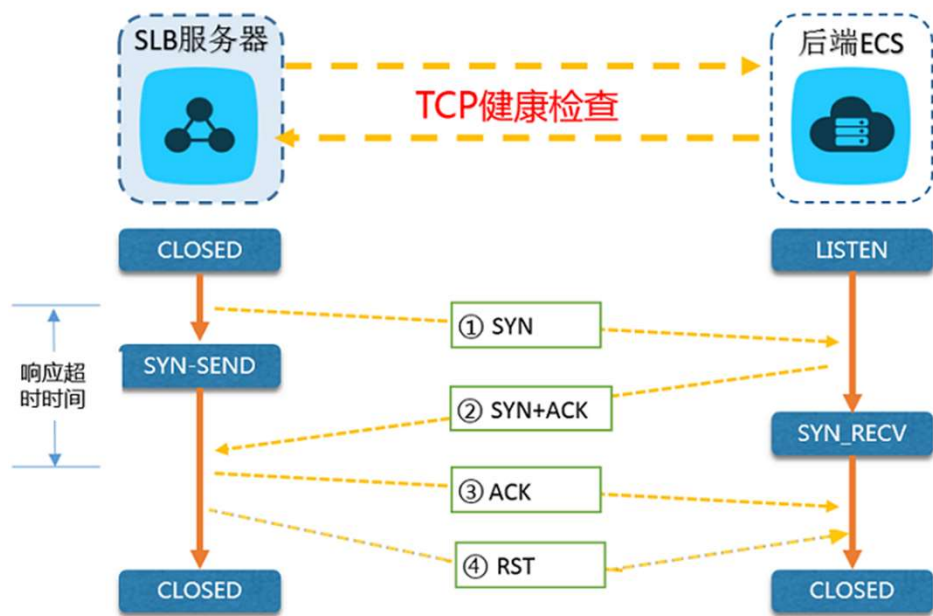 SLB服务器
后端ECS
TCP健康检查
CLOSED
LISTEN
① SYN
响应超
时时间
SYN-SEND
② SYN+ACK
SYN_RECV
③ ACK
④ RST
CLOSED
CLOSED